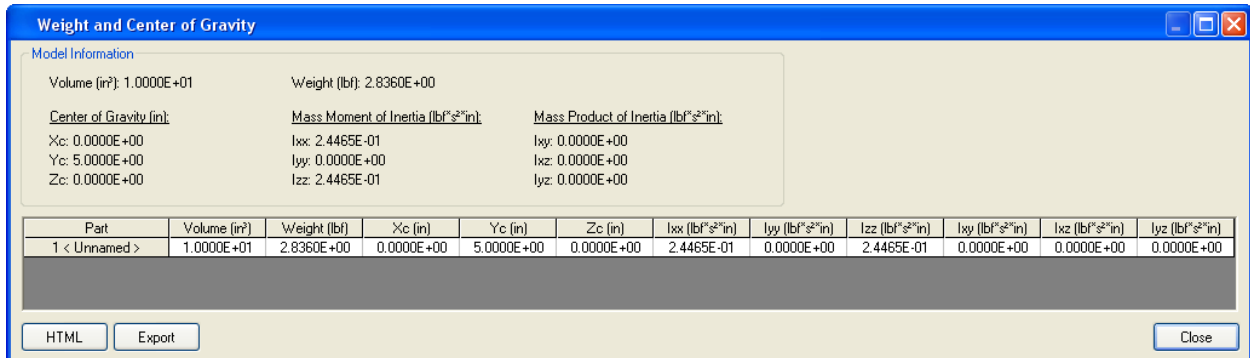 Weight and Center of Gravity
Model Information
Volume (in³): 1.0000E+01 Weight (lbf): 2.8360E+00
Center of Gravity (in): Mass Moment of Inertia (lbf*s²*in): Mass Product of Inertia (lbf*s²*in):
Xc: 0.0000E+00 Ixx: 2.4465E-01 Ixy: 0.0000E+00
Yc: 5.0000E+00 Iyy: 0.0000E+00 Ixz: 0.0000E+00
Zc: 0.0000E+00 Izz: 2.4465E-01 Iyz: 0.0000E+00
Part Volume (in³) Weight (lbf) Xc (in) Yc (in) Zc (in) Ixx (lbf*s²*in) Iyy (lbf*s²*in) Izz (lbf*s²*in) Ixy (lbf*s²*in) Ixz (lbf*s²*in) Iyz (lbf*s²*in)
1 < Unnamed > 1.0000E+01 2.8360E+00 0.0000E+00 5.0000E+00 0.0000E+00 2.4465E-01 0.0000E+00 2.4465E-01 0.0000E+00 0.0000E+00 0.0000E+00
HTML Export Close